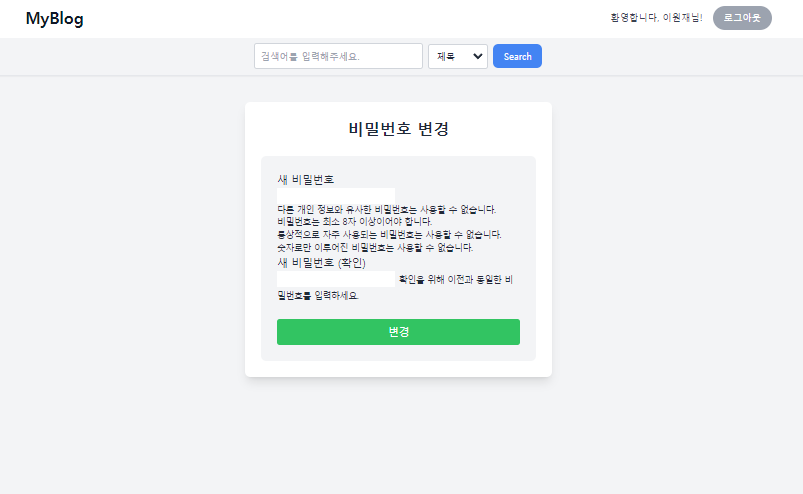 MyBlog
환영합니다. 이원재님!
로그아웃
검색어를 입력해주세요.
제목
Search
비밀번호 변경
새 비밀번호
다른 개인 정보와 유사한 비밀번호는 사용할 수 없습니다.
비밀번호는 최소 8자 이상이어야 합니다.
통상적으로 자주 사용되는 비밀번호는 사용할 수 없습니다.
숫자로만 이루어진 비밀번호는 사용할 수 없습니다.
새 비밀번호 (확인)
확인을 위해 이전과 동일한 비
밀번호를 입력하세요.
변경